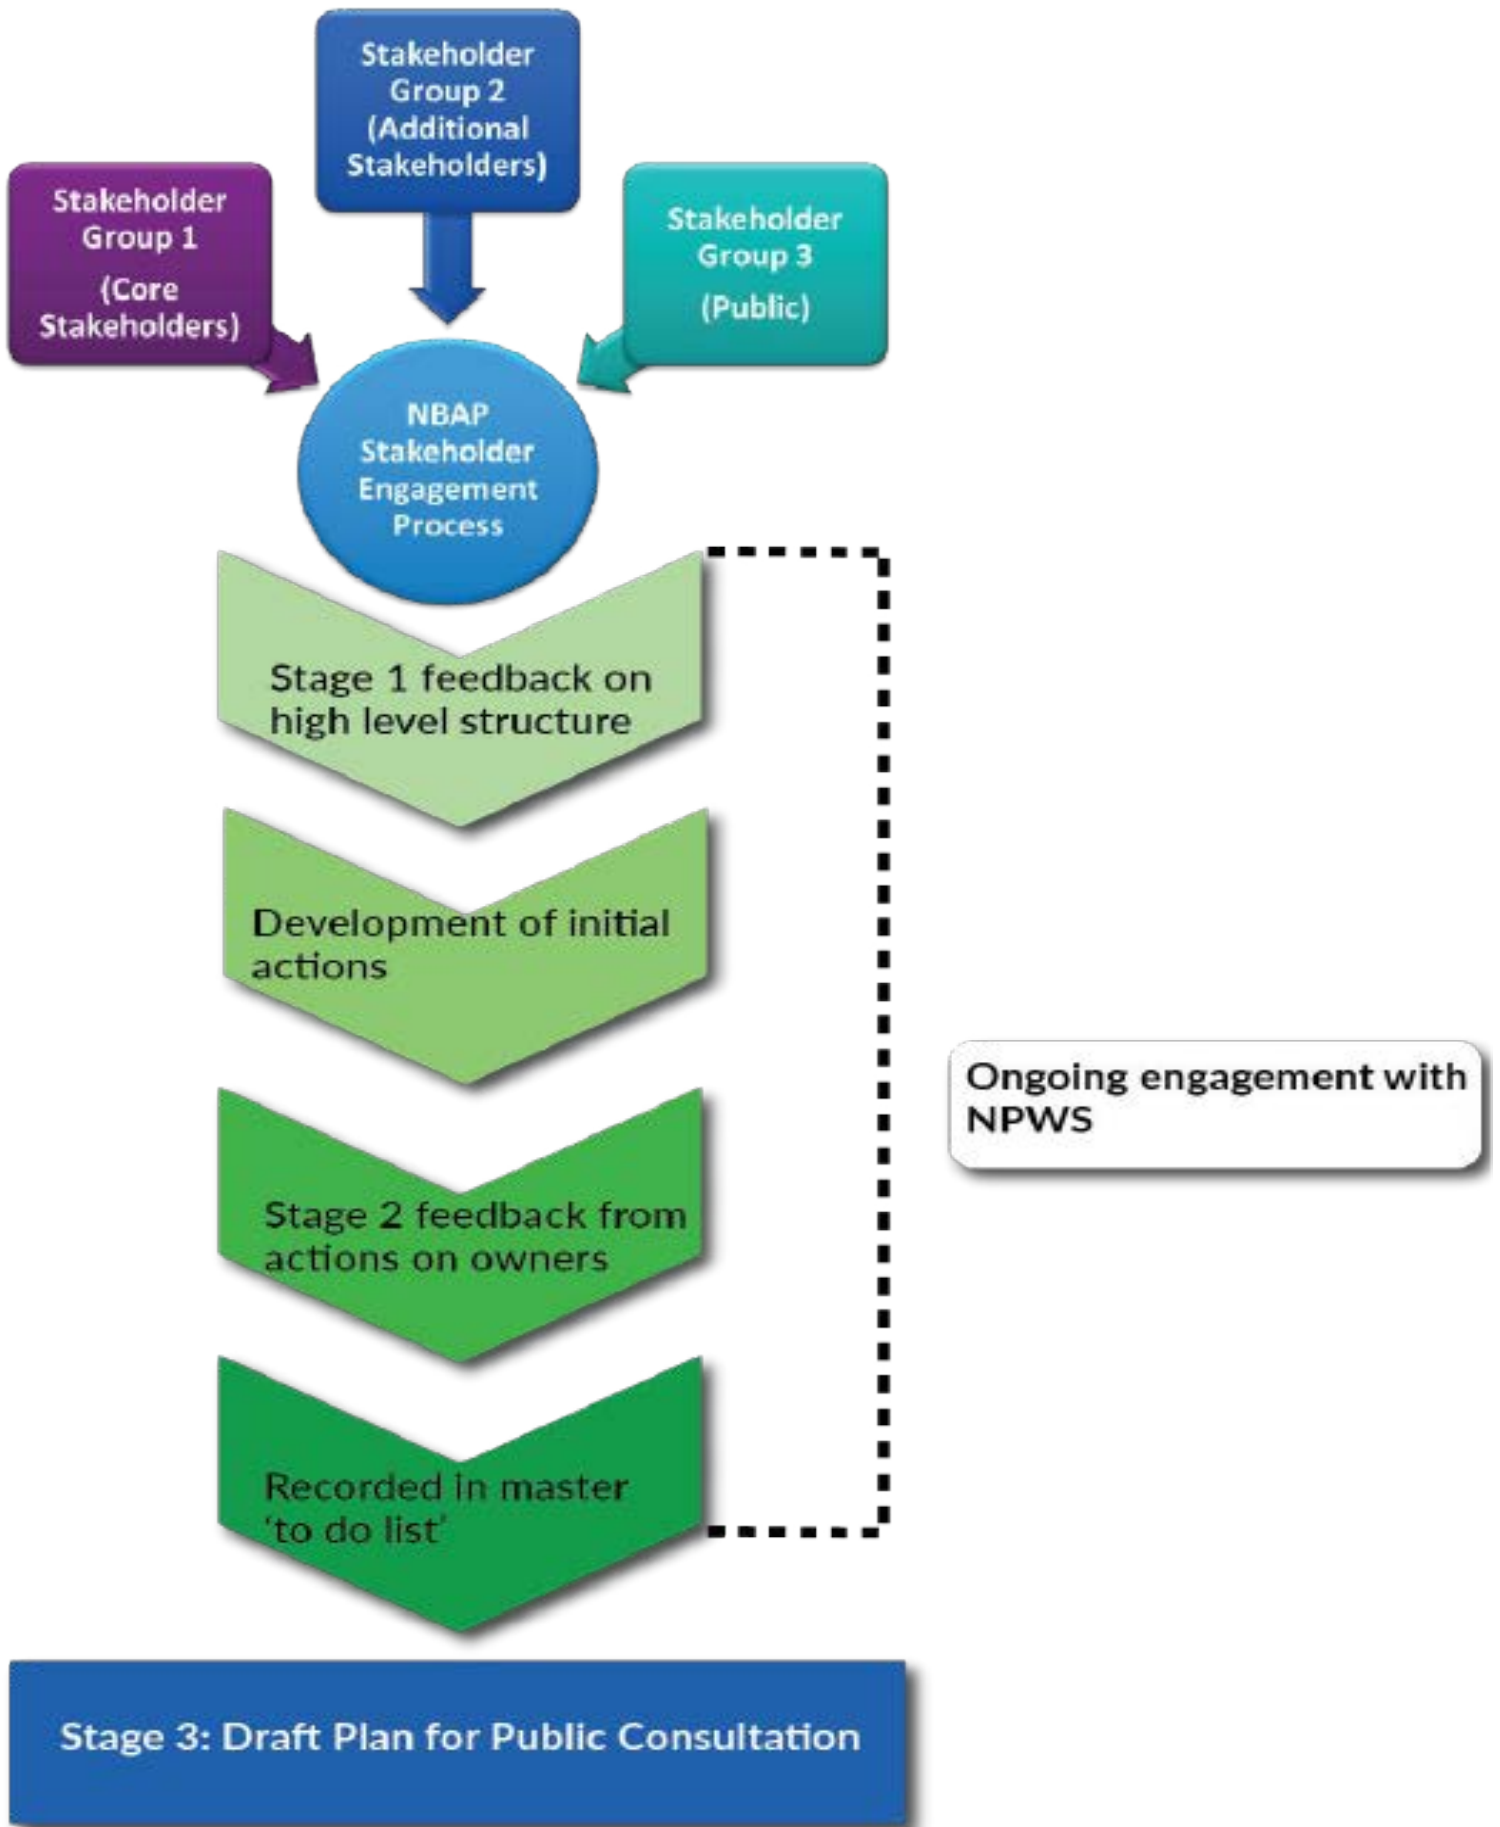 Stakeholder
Group 2
(Additional
Stakeholders)
Stakeholder
Group 1
(Core
Stakeholders)
Stakeholder
Group 3
(Public)
NBAP
Stakeholder
Engagement
Process
Stage 1 feedback on
high level structure
Development of initial
actions
Ongoing engagement with
NPWS
Stage 2 feedback from
actions on owners
Recorded in master
‘to do list’
Stage 3: Draft Plan for Public Consultation